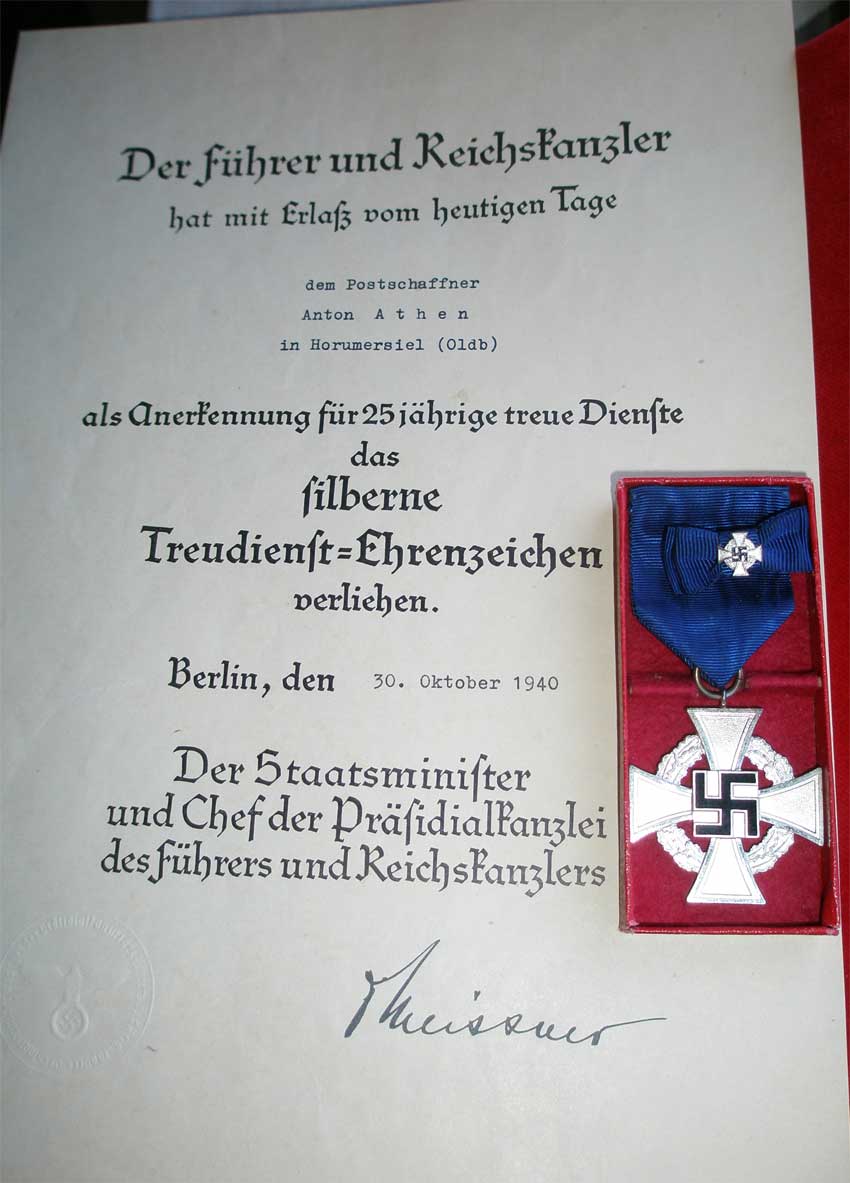 Der Führer und Reichskanzler
hat mit Erlaß vom heutigen Tage
dem Postschaffner
Anton A t h e n
in Horumersiel (Oldb)
als Anerkennung für 25 jährige treue Dienste
das
silberne
Treudienst=Ehrenzeichen
verliehen.
Berlin, den 30. Oktober 1940
Der Staatsminister
und Chef der Präsidialkanzlei
des Führers und Reichskanzlers
Meissner